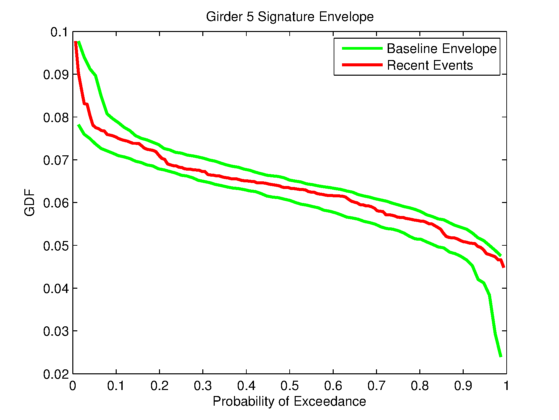 Girder 5 Signature Envelope
Baseline Envelope
Recent Events
GDF
0.1
0.09
0.08
0.07
0.06
0.05
0.04
0.03
0.02
0 0.1 0.2 0.3 0.4 0.5 0.6 0.7 0.8 0.9 1
Probability of Exceedance